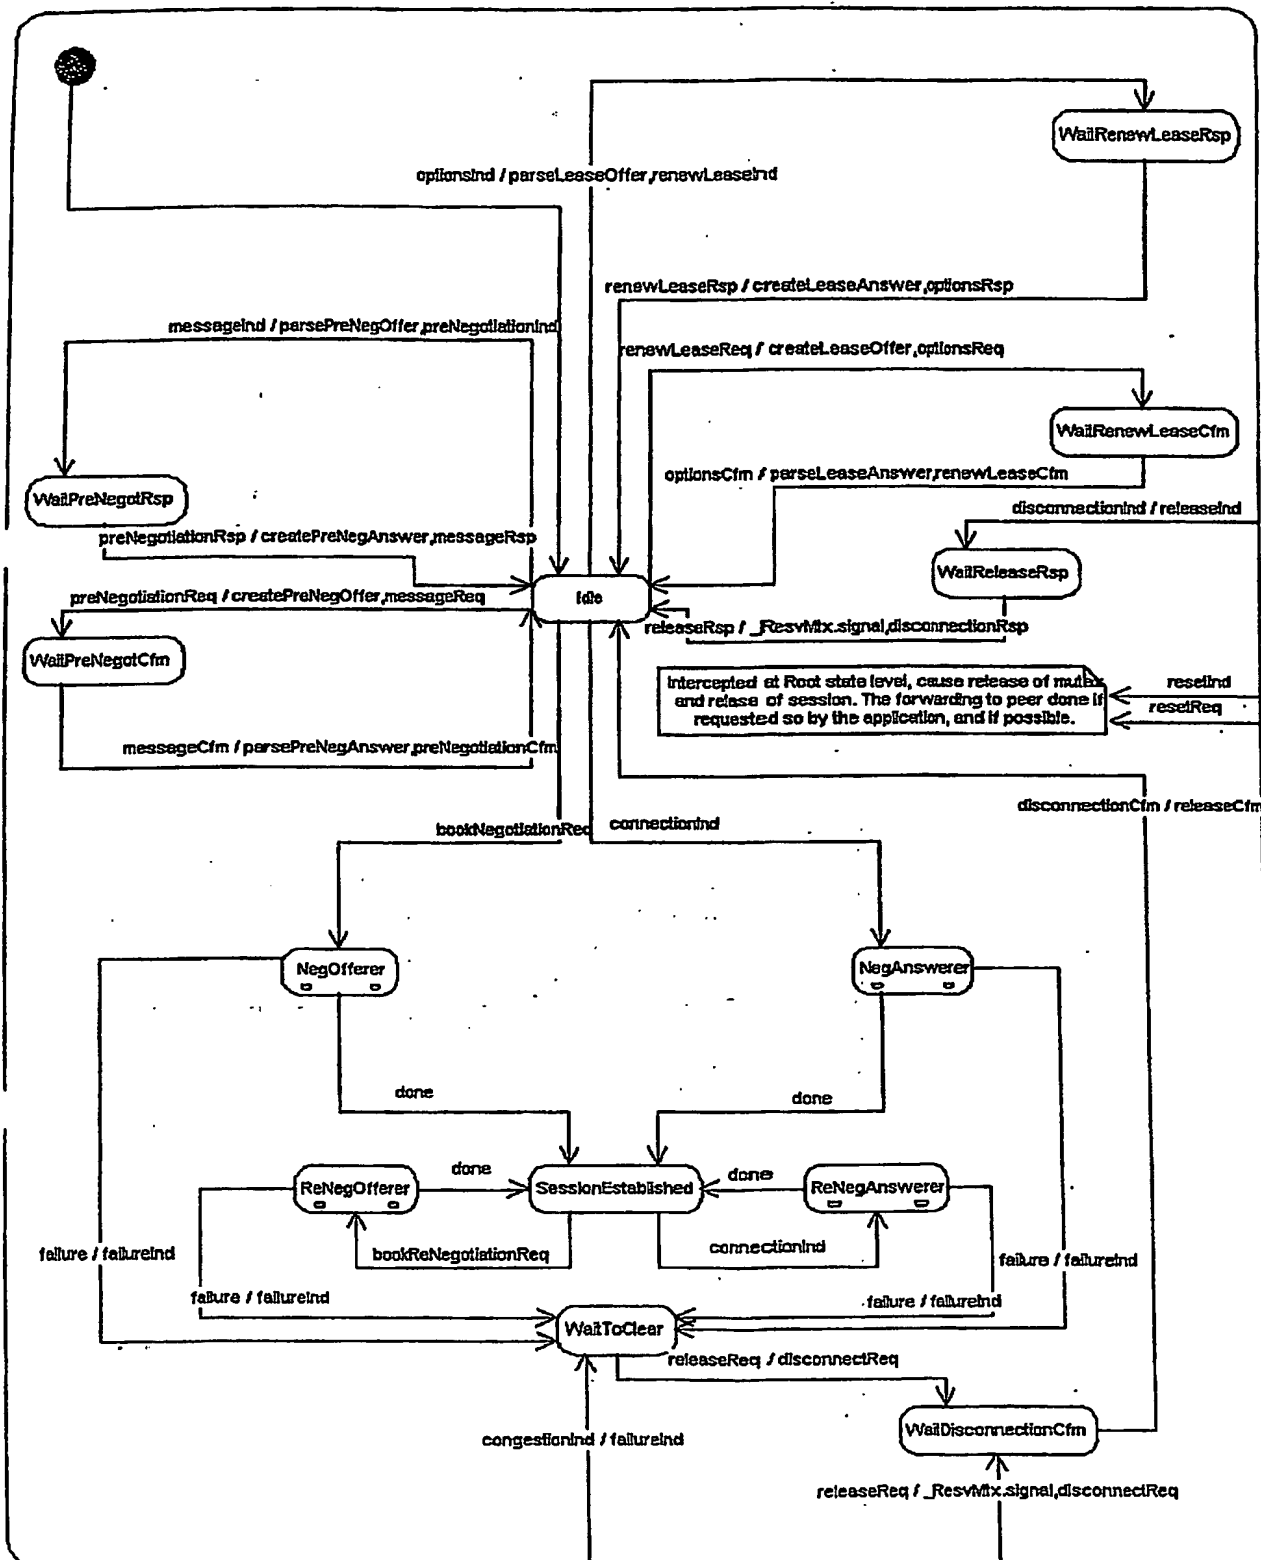 WaitRenewLeaseRsp
optionsInd / parseLeaseOffer,renewLeaseInd
renewLeaseRsp / createLeaseAnswer,optionsRsp
messageInd / parsePreNegOffer,preNegotiationInd
renewLeaseReq / createLeaseOffer,optionsReq
WaitRenewLeaseCfm
optionsCfm / parseLeaseAnswer,renewLeaseCfm
WaitPreNegotRsp
disconnectionInd / releaseInd
preNegotiationRsp / createPreNegAnswer,messageRsp
WaitReleaseRsp
preNegotiationReq / createPreNegOffer,messageReq
Idle
releaseRsp / _ResvMtx.signal,disconnectionRsp
WaitPreNegotCfm
Intercepted at Root state level, cause release of mutex
and relase of session. The forwarding to peer done if
requested so by the application, and if possible.
resetInd
resetReq
messageCfm / parsePreNegAnswer,preNegotiationCfm
disconnectionCfm / releaseCfm
bookNegotiationReq
connectionInd
NegOfferer
NegAnswerer
done
done
done
done
ReNegOfferer
SessionEstablished
ReNegAnswerer
bookReNegotiationReq
connectionInd
failure / failureInd
failure / failureInd
failure / failureInd
failure / failureInd
WaitToClear
releaseReq / disconnectReq
WaitDisconnectionCfm
congestionInd / failureInd
releaseReq / _ResvMtx.signal,disconnectReq